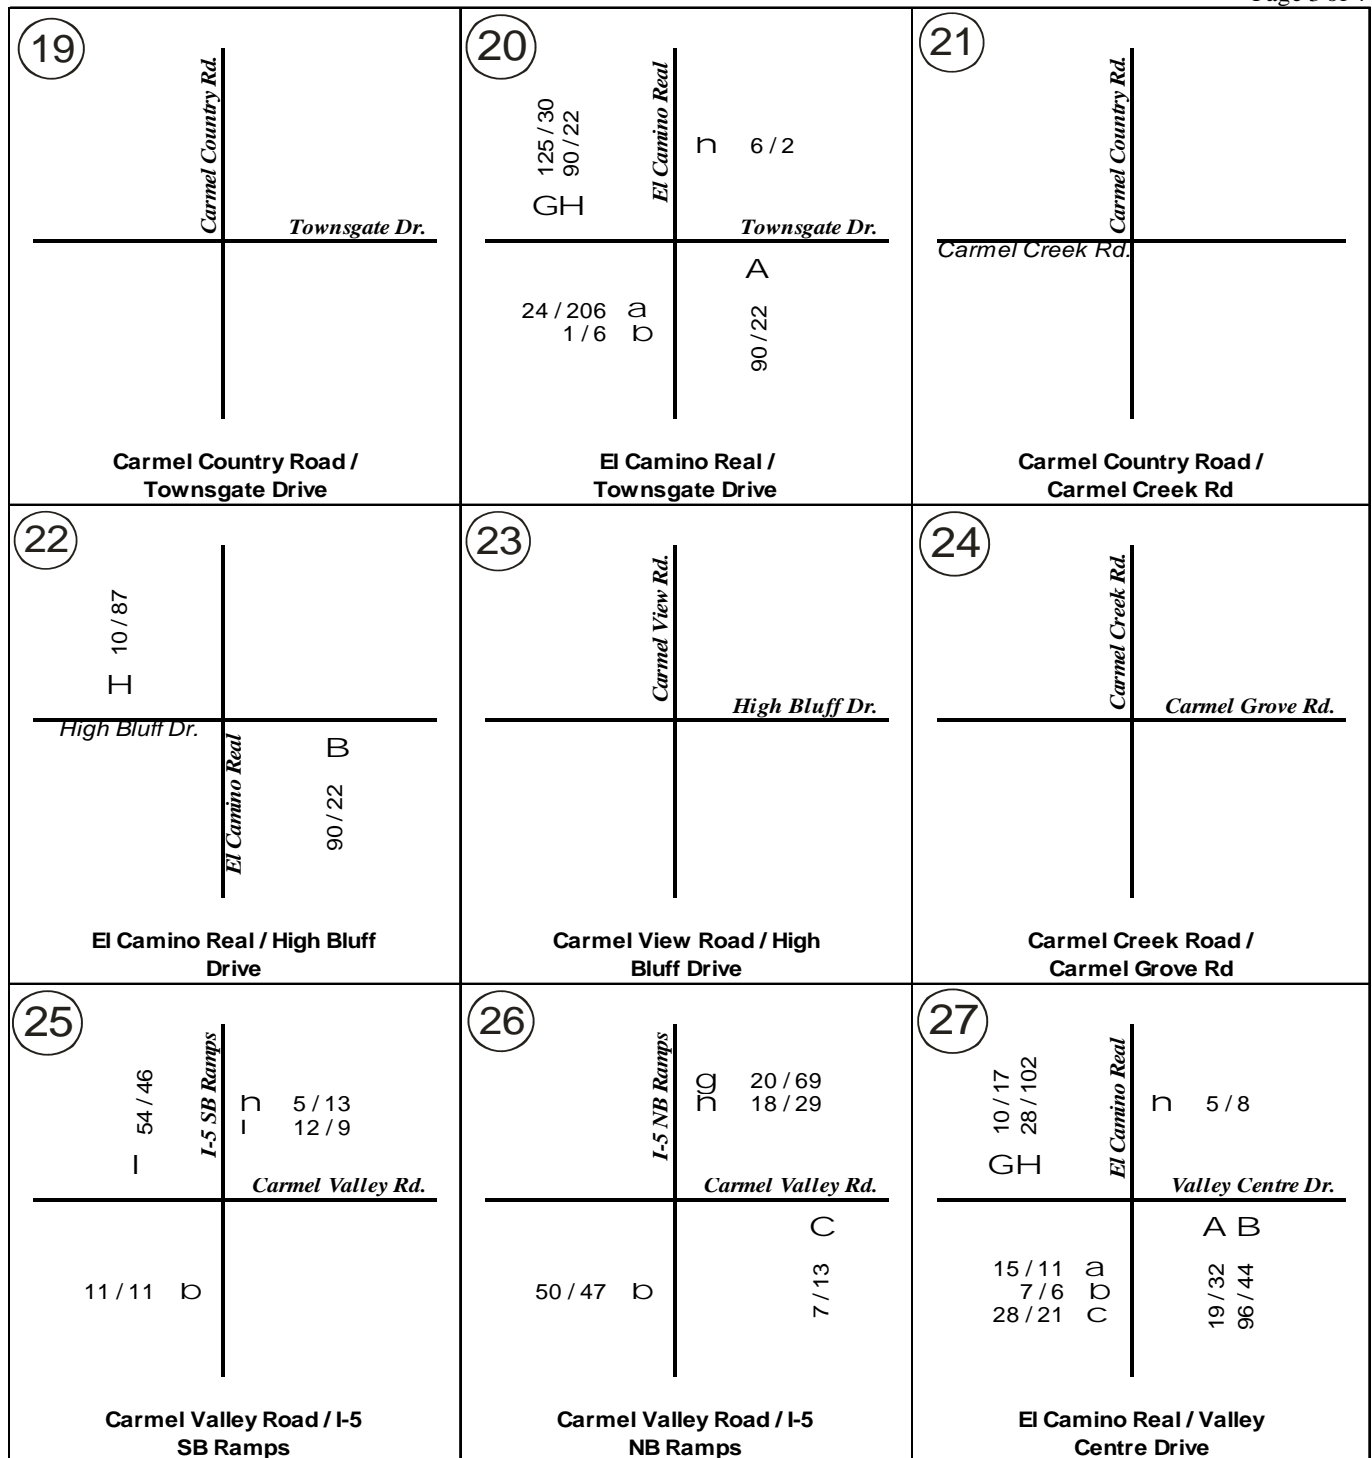 19
Carmel Country Rd.
Townsgate Dr.
Carmel Country Road /
Townsgate Drive
20
125 / 30
90 / 22
GH
El Camino Real
h 6 / 2
Townsgate Dr.
24 / 206 a
1 / 6 b
A
90 / 22
El Camino Real /
Townsgate Drive
21
Carmel Country Rd.
Carmel Creek Rd.
Carmel Country Road /
Carmel Creek Rd
22
10 / 87
H
High Bluff Dr.
El Camino Real
B
90 / 22
El Camino Real / High Bluff
Drive
23
Carmel View Rd.
High Bluff Dr.
Carmel View Road / High
Bluff Drive
24
Carmel Creek Rd.
Carmel Grove Rd.
Carmel Creek Road /
Carmel Grove Rd
25
54 / 46
I
I-5 SB Ramps
h 5 / 13
i 12 / 9
Carmel Valley Rd.
11 / 11 b
Carmel Valley Road / I-5
SB Ramps
26
I-5 NB Ramps
g 20 / 69
h 18 / 29
Carmel Valley Rd.
50 / 47 b
C
7 / 13
Carmel Valley Road / I-5
NB Ramps
27
10 / 17
28 / 102
GH
El Camino Real
h 5 / 8
Valley Centre Dr.
15 / 11 a
7 / 6 b
28 / 21 c
A B
19 / 32
96 / 44
El Camino Real / Valley
Centre Drive